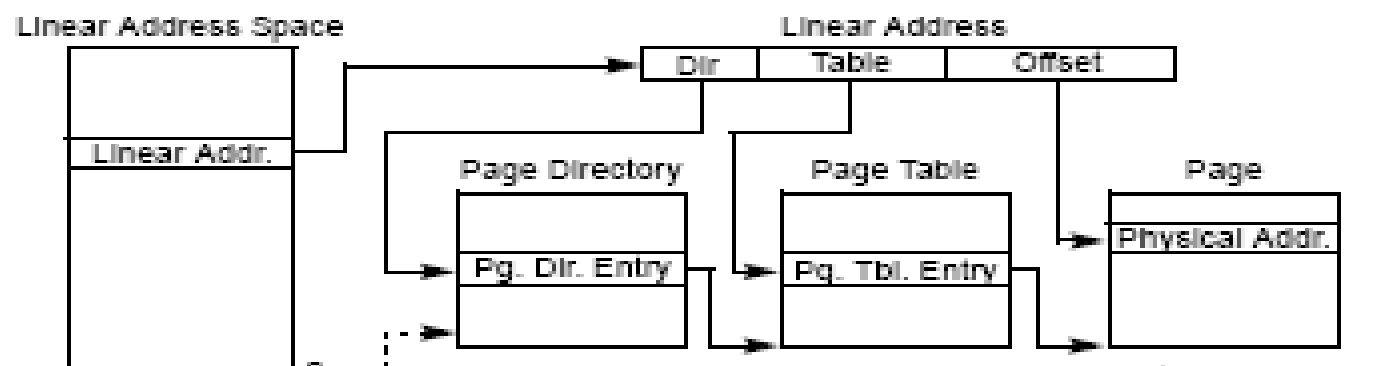 Linear Address Space
Linear Address
Dir
Table
Offset
Linear Addr.
Page Directory
Page Table
Page
Physical Addr.
Pg. Dir. Entry
Pg. Tbl. Entry